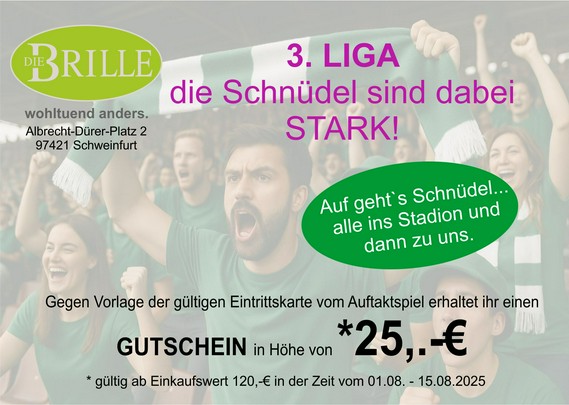 DIE BRILLE
wohltuend anders.
Albrecht-Dürer-Platz 2
97421 Schweinfurt
3. LIGA
die Schnüdel sind dabei
STARK!
Auf geht`s Schnüdel...
alle ins Stadion und
dann zu uns.
Gegen Vorlage der gültigen Eintrittskarte vom Auftaktspiel erhaltet ihr einen
GUTSCHEIN in Höhe von *25,.-€
* gültig ab Einkaufswert 120,-€ in der Zeit vom 01.08. - 15.08.2025